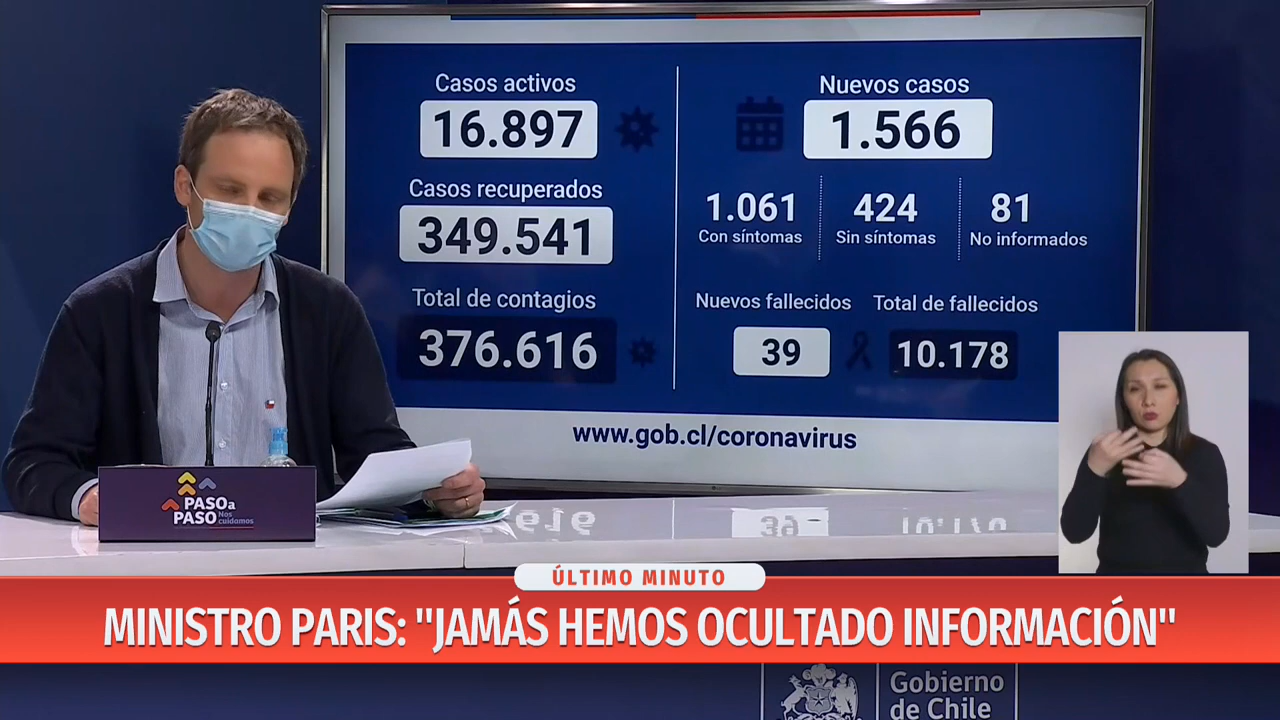 Casos activos
16.897
Casos recuperados
349.541
Total de contagios
376.616
Nuevos casos
1.566
1.061
Con síntomas
424
Sin síntomas
81
No informados
Nuevos fallecidos
39
Total de fallecidos
10.178
www.gob.cl/coronavirus
PASO a
PASO Nos
cuidamos
ÚLTIMO MINUTO
MINISTRO PARIS: "JAMÁS HEMOS OCULTADO INFORMACIÓN"
Gobierno
de Chile